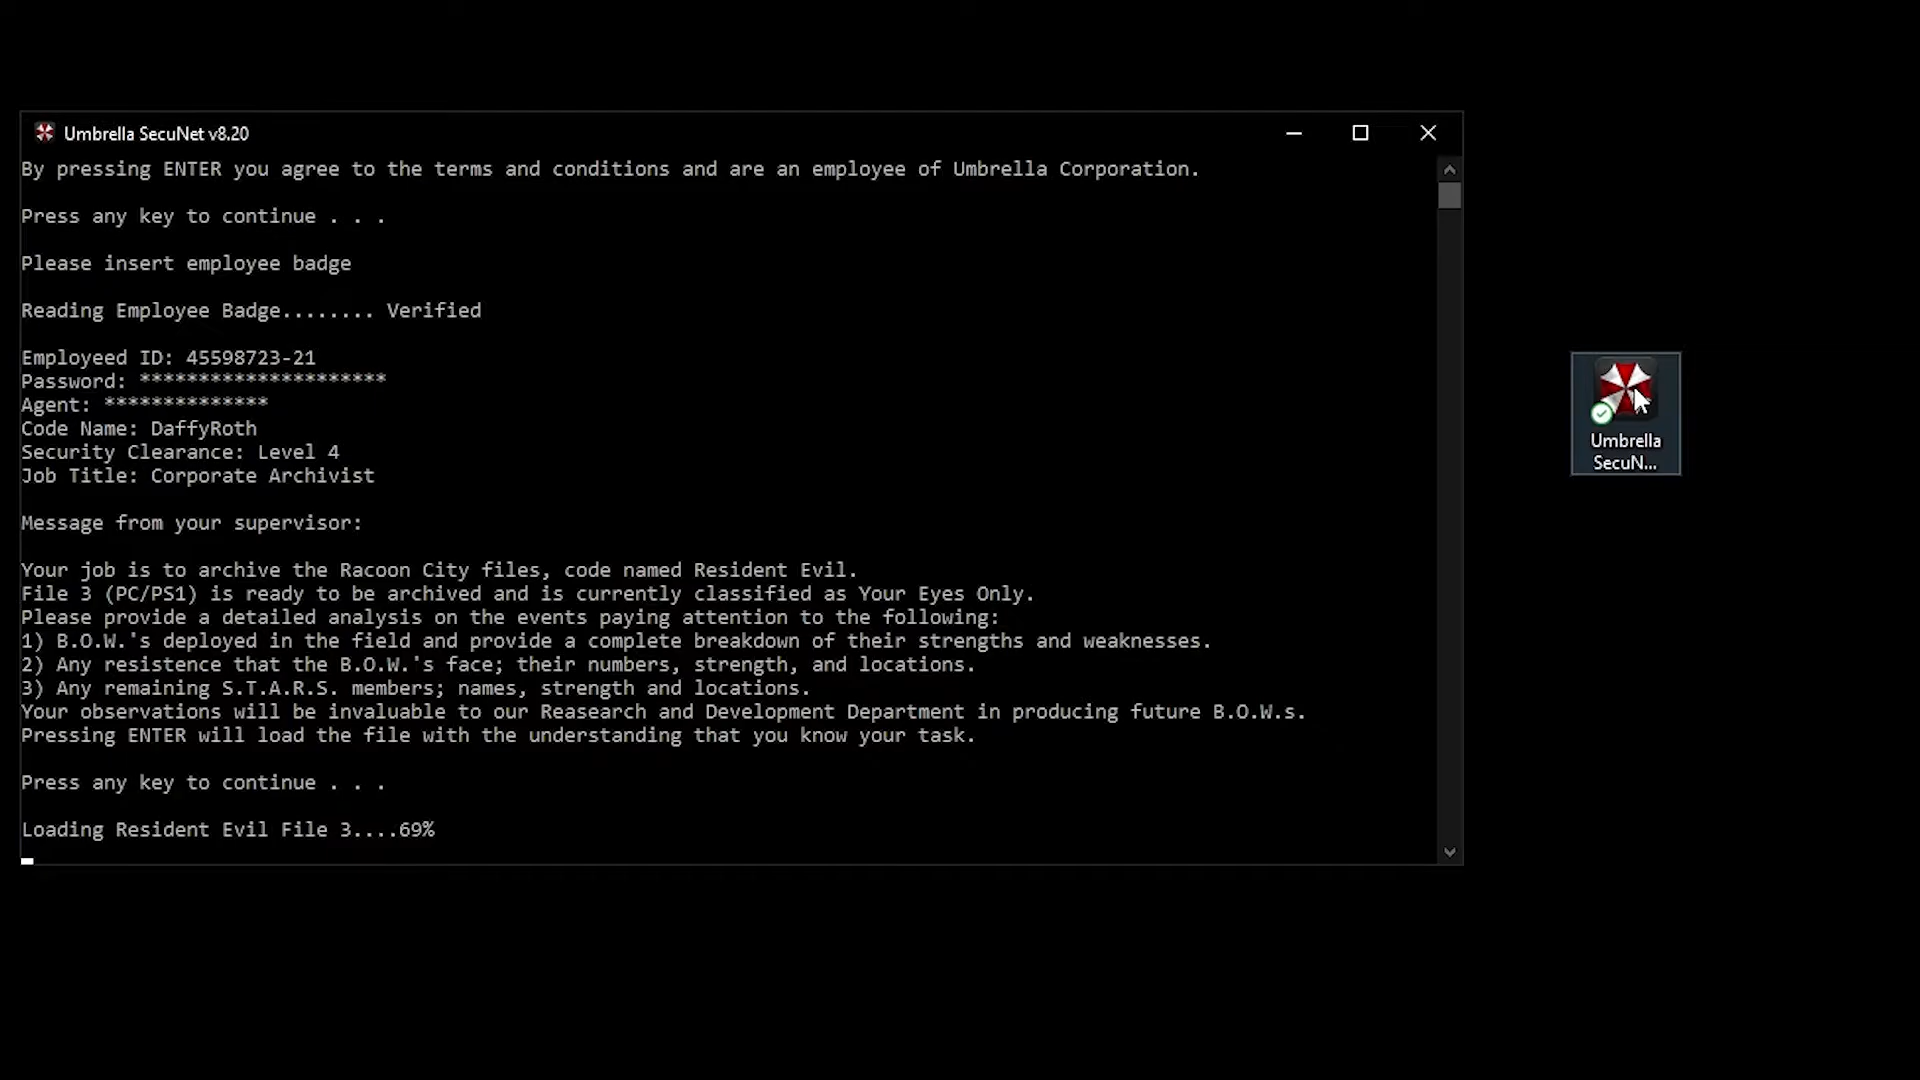 Umbrella SecuNet v8.20
By pressing ENTER you agree to the terms and conditions and are an employee of Umbrella Corporation.
Press any key to continue . . .
Please insert employee badge
Reading Employee Badge........ Verified
Employeed ID: 45598723-21
Password: *********************
Agent: **************
Code Name: DaffyRoth
Security Clearance: Level 4
Job Title: Corporate Archivist
Message from your supervisor:
Your job is to archive the Racoon City files, code named Resident Evil.
File 3 (PC/PS1) is ready to be archived and is currently classified as Your Eyes Only.
Please provide a detailed analysis on the events paying attention to the following:
1) B.O.W.'s deployed in the field and provide a complete breakdown of their strengths and weaknesses.
2) Any resistence that the B.O.W.'s face; their numbers, strength, and locations.
3) Any remaining S.T.A.R.S. members; names, strength and locations.
Your observations will be invaluable to our Reasearch and Development Department in producing future B.O.W.s.
Pressing ENTER will load the file with the understanding that you know your task.
Press any key to continue . . .
Loading Resident Evil File 3....69%
Umbrella
SecuN...